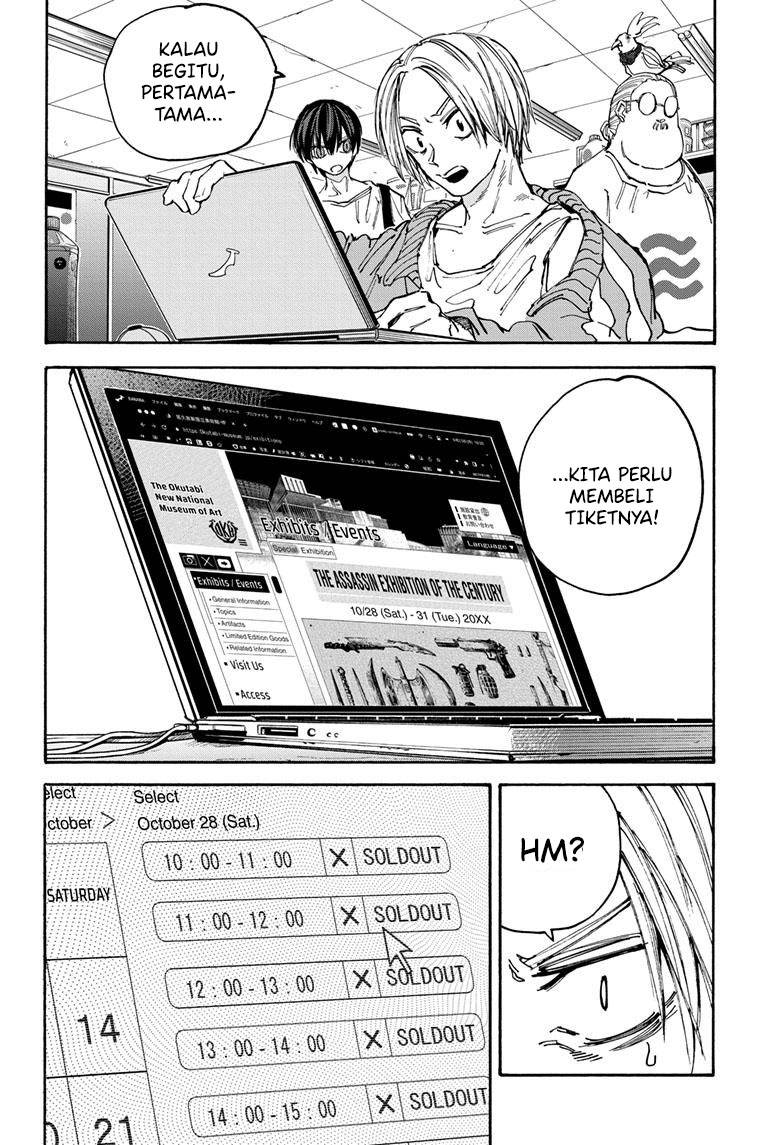 KALAU
BEGITU,
PERTAMA-
TAMA...
...KITA PERLU
MEMBELI
TIKETNYA!
The Okutabi
New National
Museum of Art
Exhibits / Events
Language ▼
Special Exhibition
THE ASSASSIN EXHIBITION OF THE CENTURY
10/28 (Sat.) - 31 (Tue.) 20XX
• Exhibits / Events
• General Information
• Topics
• Artifacts
• Limited Edition Goods
• Related Information
• Visit Us
• Access
HM?
elect
ctober >
Select
October 28 (Sat.)
SATURDAY
14
21
10 : 00 - 11 : 00 X SOLDOUT
11 : 00 - 12 : 00 X SOLDOUT
12 : 00 - 13 : 00 X SOLDOUT
13 : 00 - 14 : 00 X SOLDOUT
14 : 00 - 15 : 00 X SOLDOUT